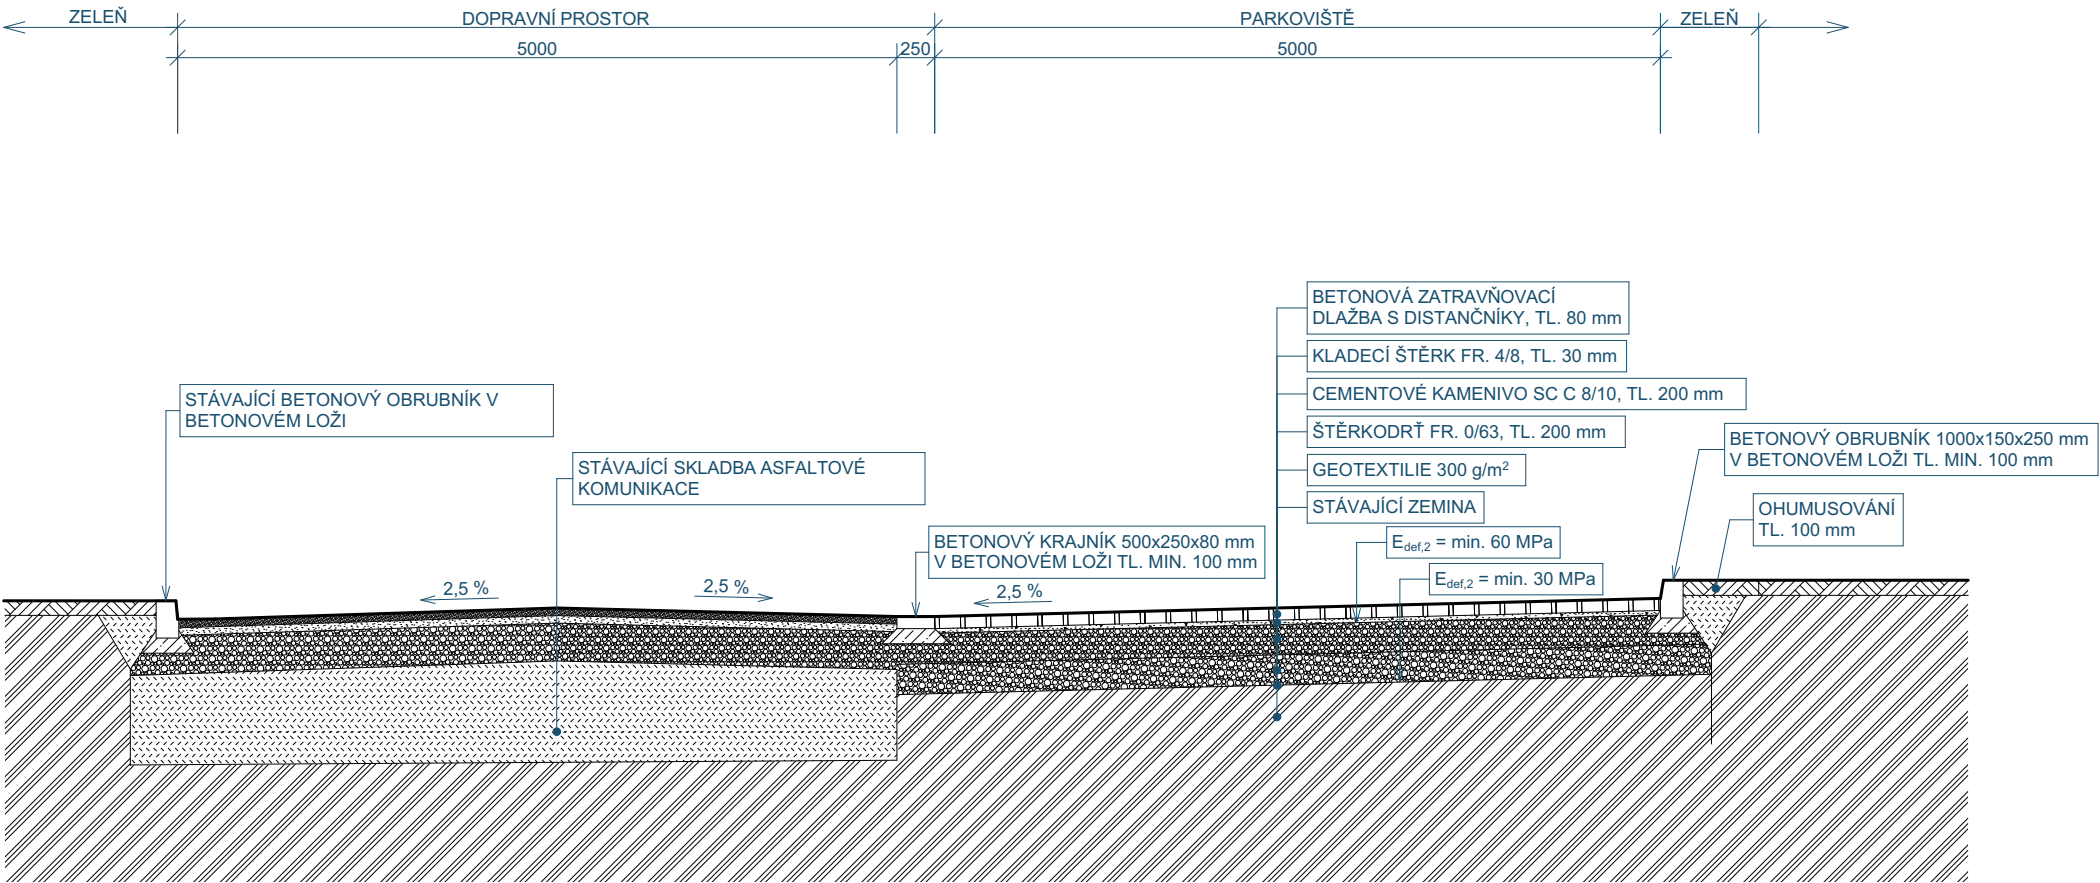 ZELEŇ
DOPRAVNÍ PROSTOR
PARKOVIŠTĚ
ZELEŇ
5000
250
5000
BETONOVÁ ZATRAVŇOVACÍ
DLAŽBA S DISTANČNÍKY, TL. 80 mm
KLADECÍ ŠTĚRK FR. 4/8, TL. 30 mm
CEMENTOVÉ KAMENIVO SC C 8/10, TL. 200 mm
ŠTĚRKODRŤ FR. 0/63, TL. 200 mm
GEOTEXTILIE 300 g/m²
STÁVAJÍCÍ ZEMINA
STÁVAJÍCÍ BETONOVÝ OBRUBNÍK V
BETONOVÉM LOŽI
STÁVAJÍCÍ SKLADBA ASFALTOVÉ
KOMUNIKACE
BETONOVÝ KRAJNÍK 500x250x80 mm
V BETONOVÉM LOŽI TL. MIN. 100 mm
Edef,2 = min. 60 MPa
Edef,2 = min. 30 MPa
BETONOVÝ OBRUBNÍK 1000x150x250 mm
V BETONOVÉM LOŽI TL. MIN. 100 mm
OHUMUSOVÁNÍ
TL. 100 mm
2,5 %
2,5 %
2,5 %